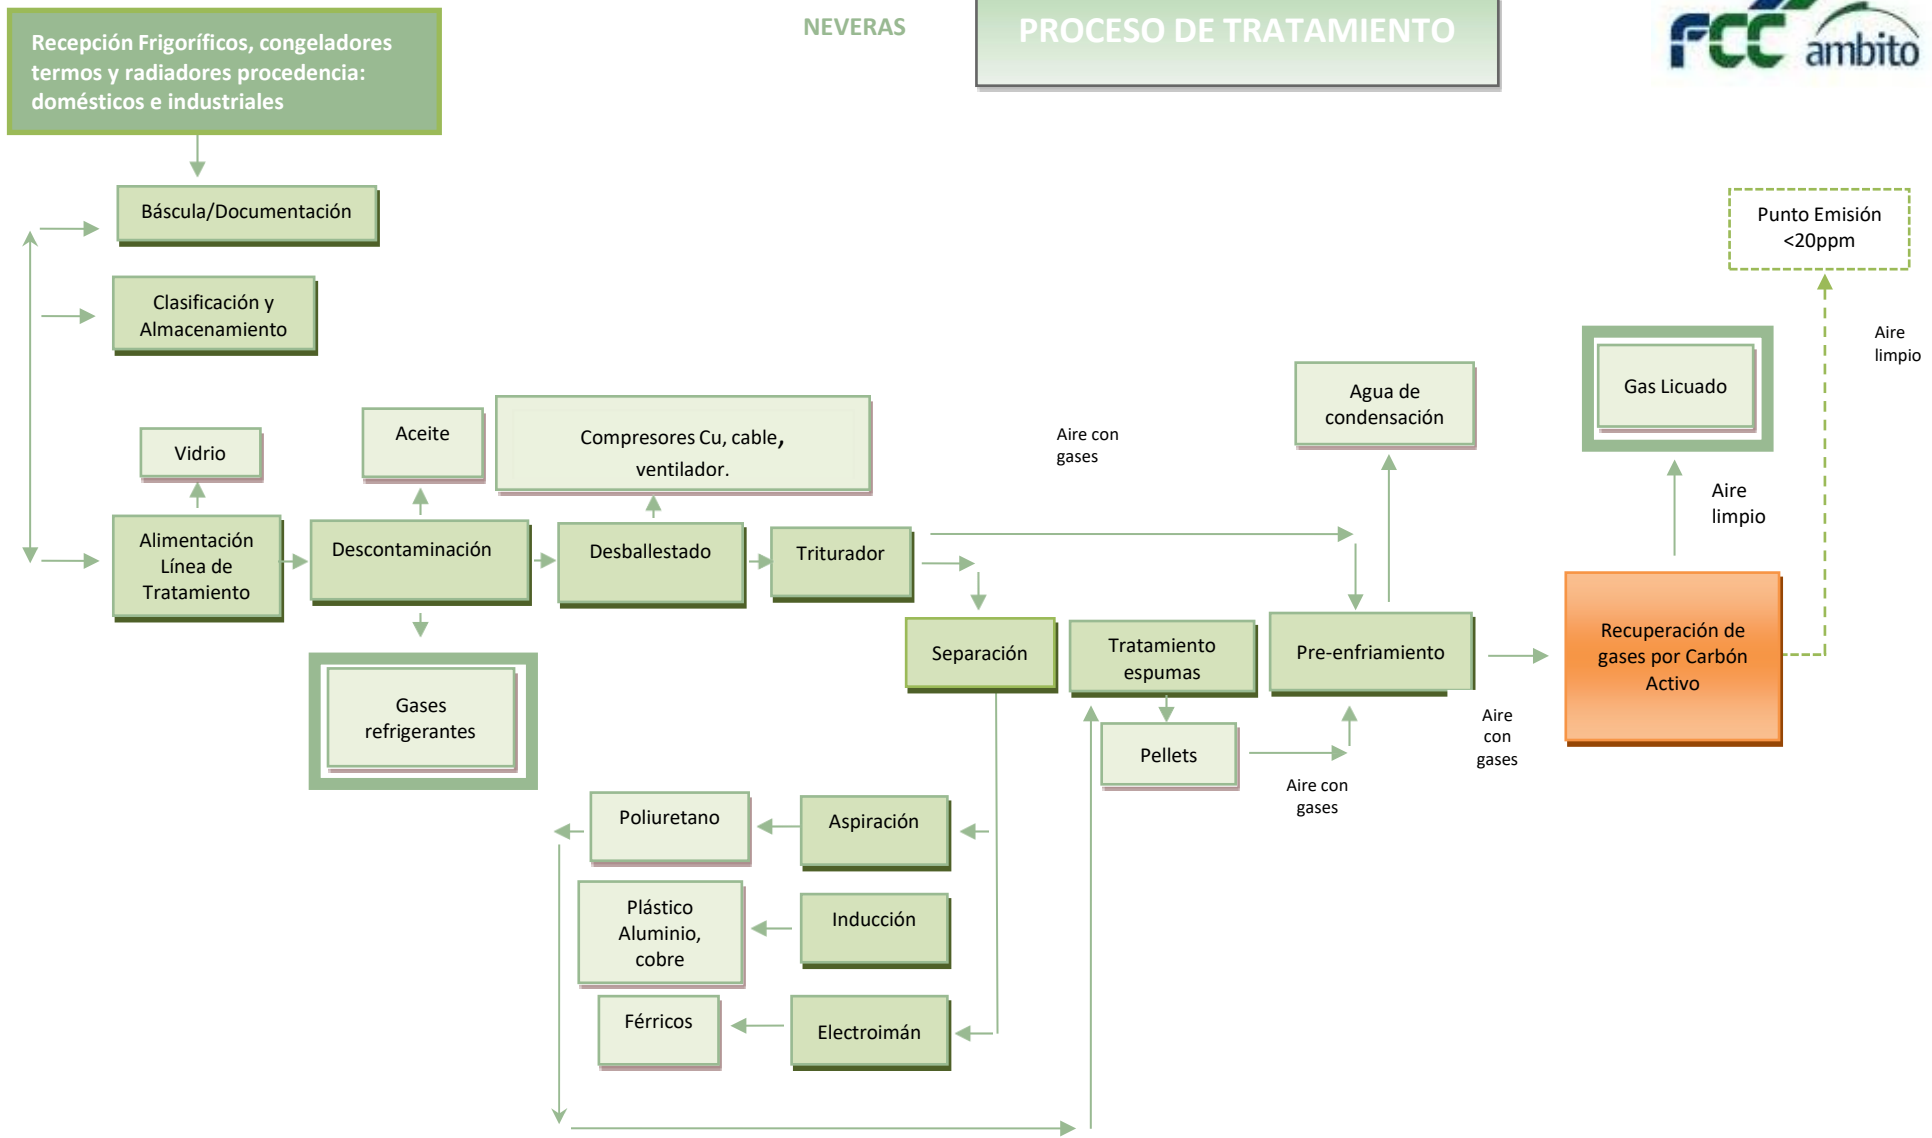 NEVERAS
PROCESO DE TRATAMIENTO
FCC ambito
Recepción Frigoríficos, congeladores
termos y radiadores procedencia:
domésticos e industriales
Báscula/Documentación
Clasificación y
Almacenamiento
Punto Emisión
<20ppm
Aire
limpio
Gas Licuado
Aire
limpio
Agua de
condensación
Aire con
gases
Vidrio
Aceite
Compresores Cu, cable,
ventilador.
Alimentación
Línea de
Tratamiento
Descontaminación
Desballestado
Triturador
Gases
refrigerantes
Separación
Tratamiento
espumas
Pre-enfriamiento
Recuperación de
gases por Carbón
Activo
Pellets
Aire con
gases
Aire
con
gases
Poliuretano
Aspiración
Plástico
Aluminio,
cobre
Inducción
Férricos
Electroimán